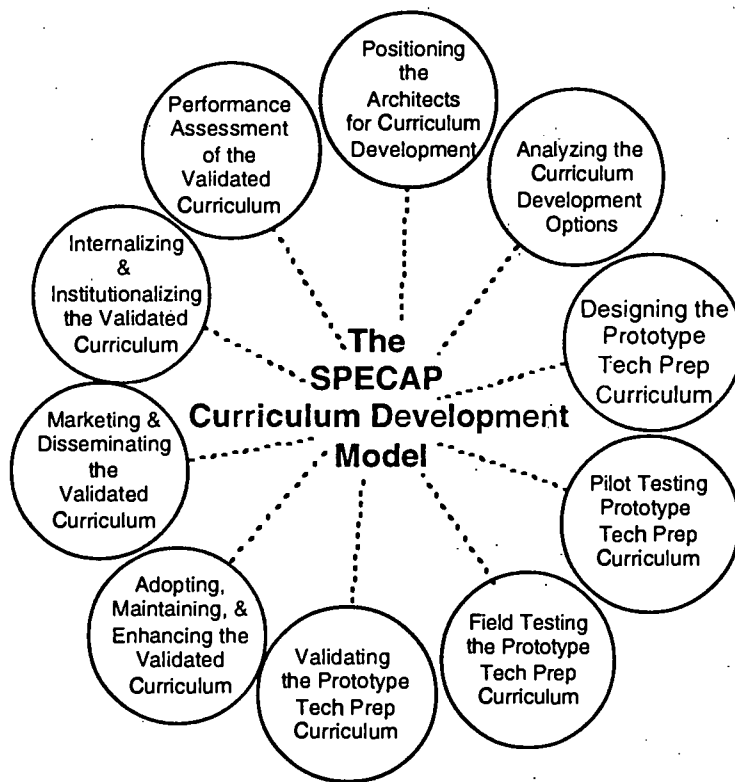 Positioning
the
Architects
for Curriculum
Development
Analyzing the
Curriculum
Development
Options
Designing the
Prototype
Tech Prep
Curriculum
Pilot Testing
Prototype
Tech Prep
Curriculum
Field Testing
the Prototype
Tech Prep
Curriculum
Validating
the Prototype
Tech Prep
Curriculum
Adopting,
Maintaining, &
Enhancing the
Validated
Curriculum
Marketing &
Disseminating
the
Validated
Curriculum
Internalizing
&
Institutionalizing
the Validated
Curriculum
Performance
Assessment
of the
Validated
Curriculum
The
SPECAP
Curriculum Development
Model